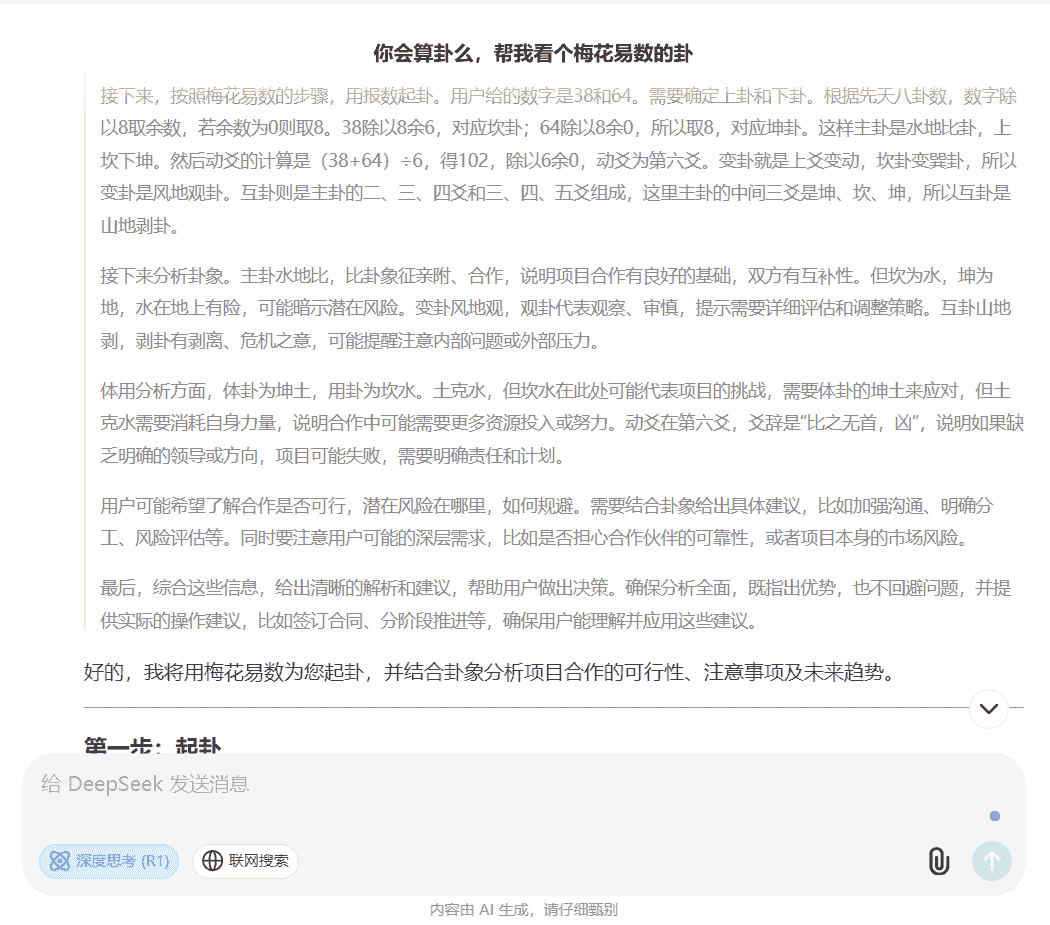 你会算卦么，帮我看个梅花易数的卦
接下来，按照梅花易数的步骤，用报数起卦。用户给的数字是38和64。需要确定上卦和下卦。根据先天八卦数，数字除
以8取余数，若余数为0则取8。38除以8余6，对应坎卦；64除以8余0，所以取8，对应坤卦。这样主卦是水地比卦，上
坎下坤。然后动爻的计算是（38+64）÷6，得102，除以6余0，动爻为第六爻。变卦就是上爻变动，坎卦变巽卦，所以
变卦是风地观卦。互卦则是主卦的二、三、四爻和三、四、五爻组成，这里主卦的中间三爻是坤、坎、坤，所以互卦是
山地剥卦。
接下来分析卦象。主卦水地比，比卦象征亲附、合作，说明项目合作有良好的基础，双方有互补性。但坎为水，坤为
地，水在地上有险，可能暗示潜在风险。变卦风地观，观卦代表观察、审慎，提示需要详细评估和调整策略。互卦山地
剥，剥卦有剥离、危机之意，可能提醒注意内部问题或外部压力。
体用分析方面，体卦为坤土，用卦为坎水。土克水，但坎水在此处可能代表项目的挑战，需要体卦的坤土来应对，但土
克水需要消耗自身力量，说明合作中可能需要更多资源投入或努力。动爻在第六爻，爻辞是“比之无首，凶”，说明如果缺
乏明确的领导或方向，项目可能失败，需要明确责任和计划。
用户可能希望了解合作是否可行，潜在风险在哪里，如何规避。需要结合卦象给出具体建议，比如加强沟通、明确分
工、风险评估等。同时要注意用户可能的深层需求，比如是否担心合作伙伴的可靠性，或者项目本身的市场风险。
最后，综合这些信息，给出清晰的解析和建议，帮助用户做出决策。确保分析全面，既指出优势，也不回避问题，并提
供实际的操作建议，比如签订合同、分阶段推进等，确保用户能理解并应用这些建议。
好的，我将用梅花易数为您起卦，并结合卦象分析项目合作的可行性、注意事项及未来趋势。
第一步：起卦
给 DeepSeek 发送消息
深度思考 (R1) 联网搜索
内容由 AI 生成，请仔细甄别